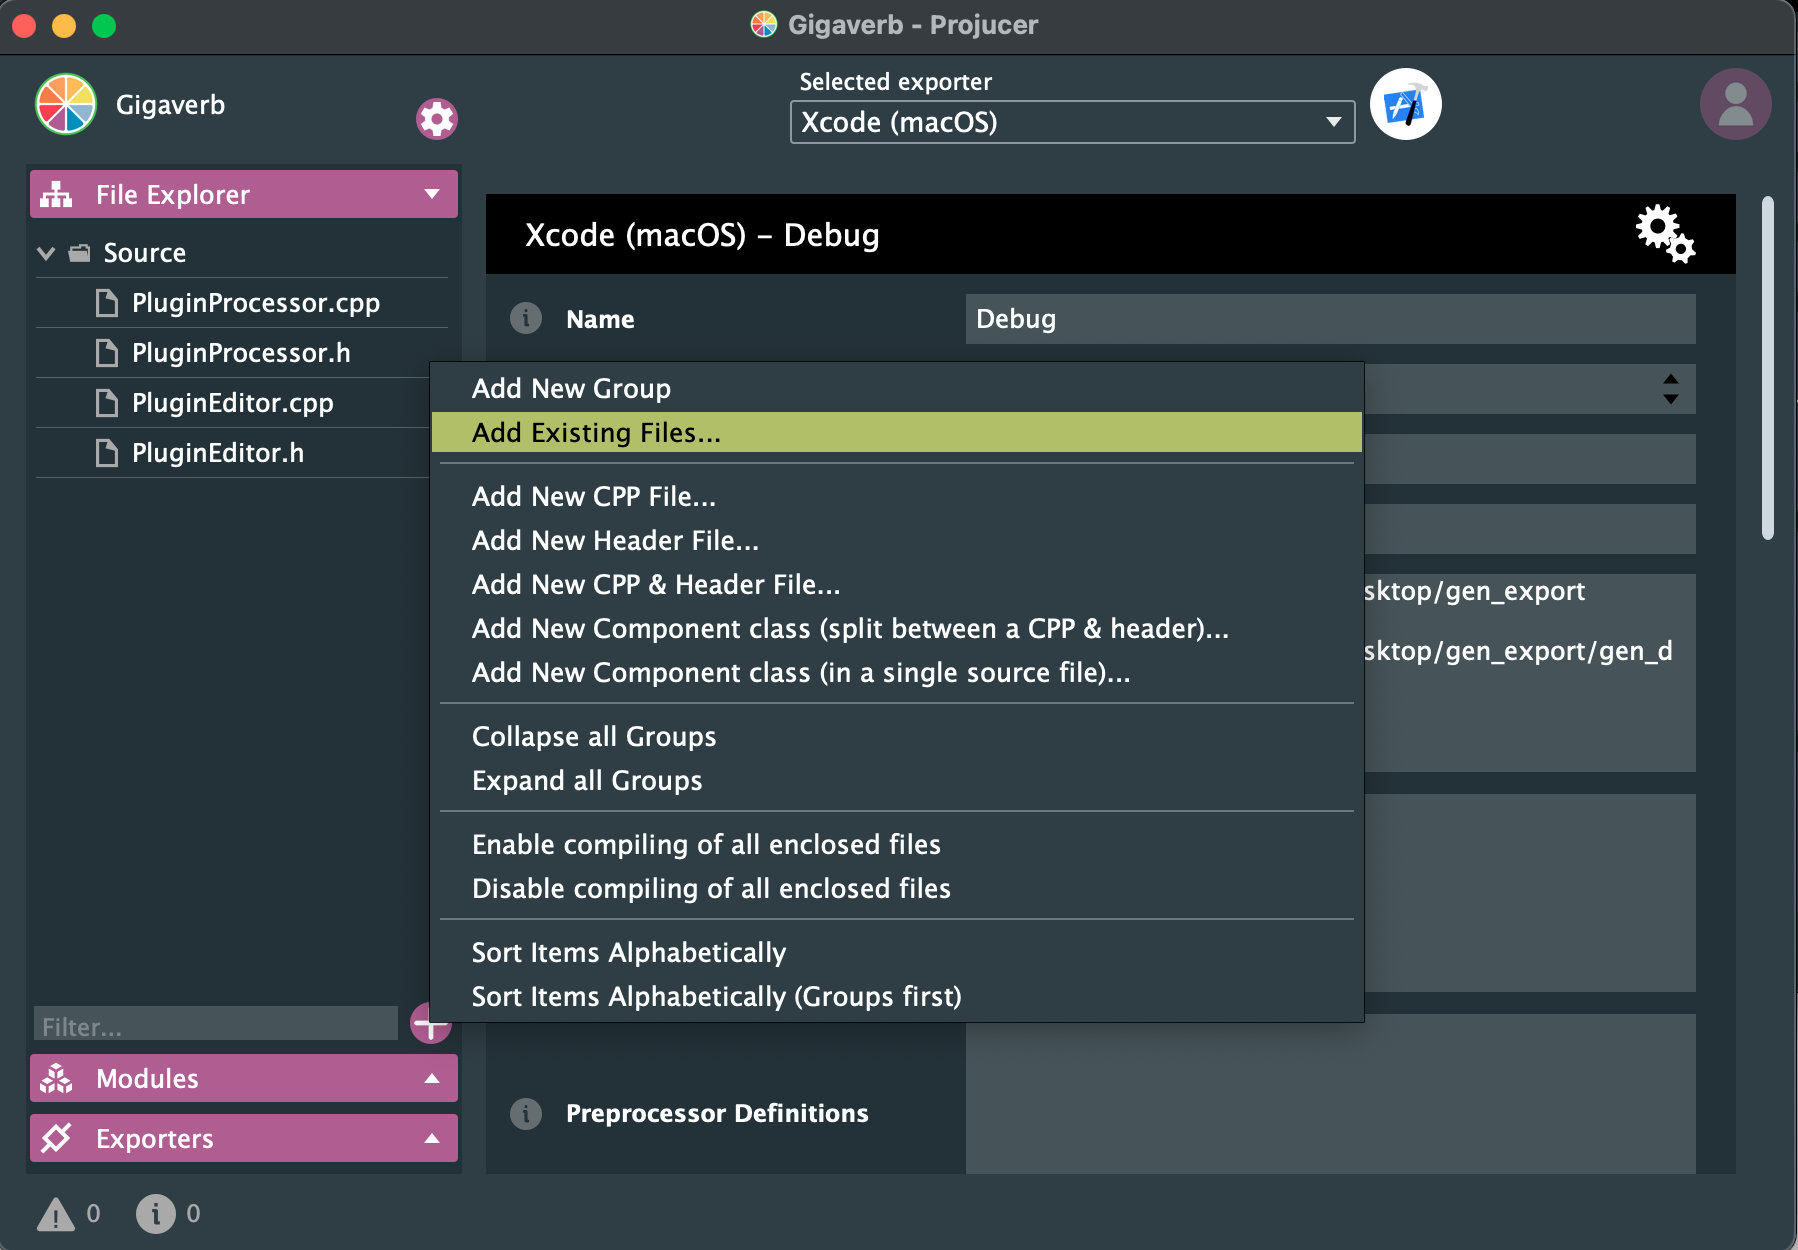 Gigaverb - Projucer
Gigaverb
Selected exporter
Xcode (macOS)
File Explorer
Source
PluginProcessor.cpp
PluginProcessor.h
PluginEditor.cpp
PluginEditor.h
Filter...
Modules
Exporters
0
0
Xcode (macOS) – Debug
Name
Debug
Add New Group
Add Existing Files...
Add New CPP File...
Add New Header File...
Add New CPP & Header File...
Add New Component class (split between a CPP & header)...
Add New Component class (in a single source file)...
Collapse all Groups
Expand all Groups
Enable compiling of all enclosed files
Disable compiling of all enclosed files
Sort Items Alphabetically
Sort Items Alphabetically (Groups first)
sktop/gen_export
sktop/gen_export/gen_d
Preprocessor Definitions